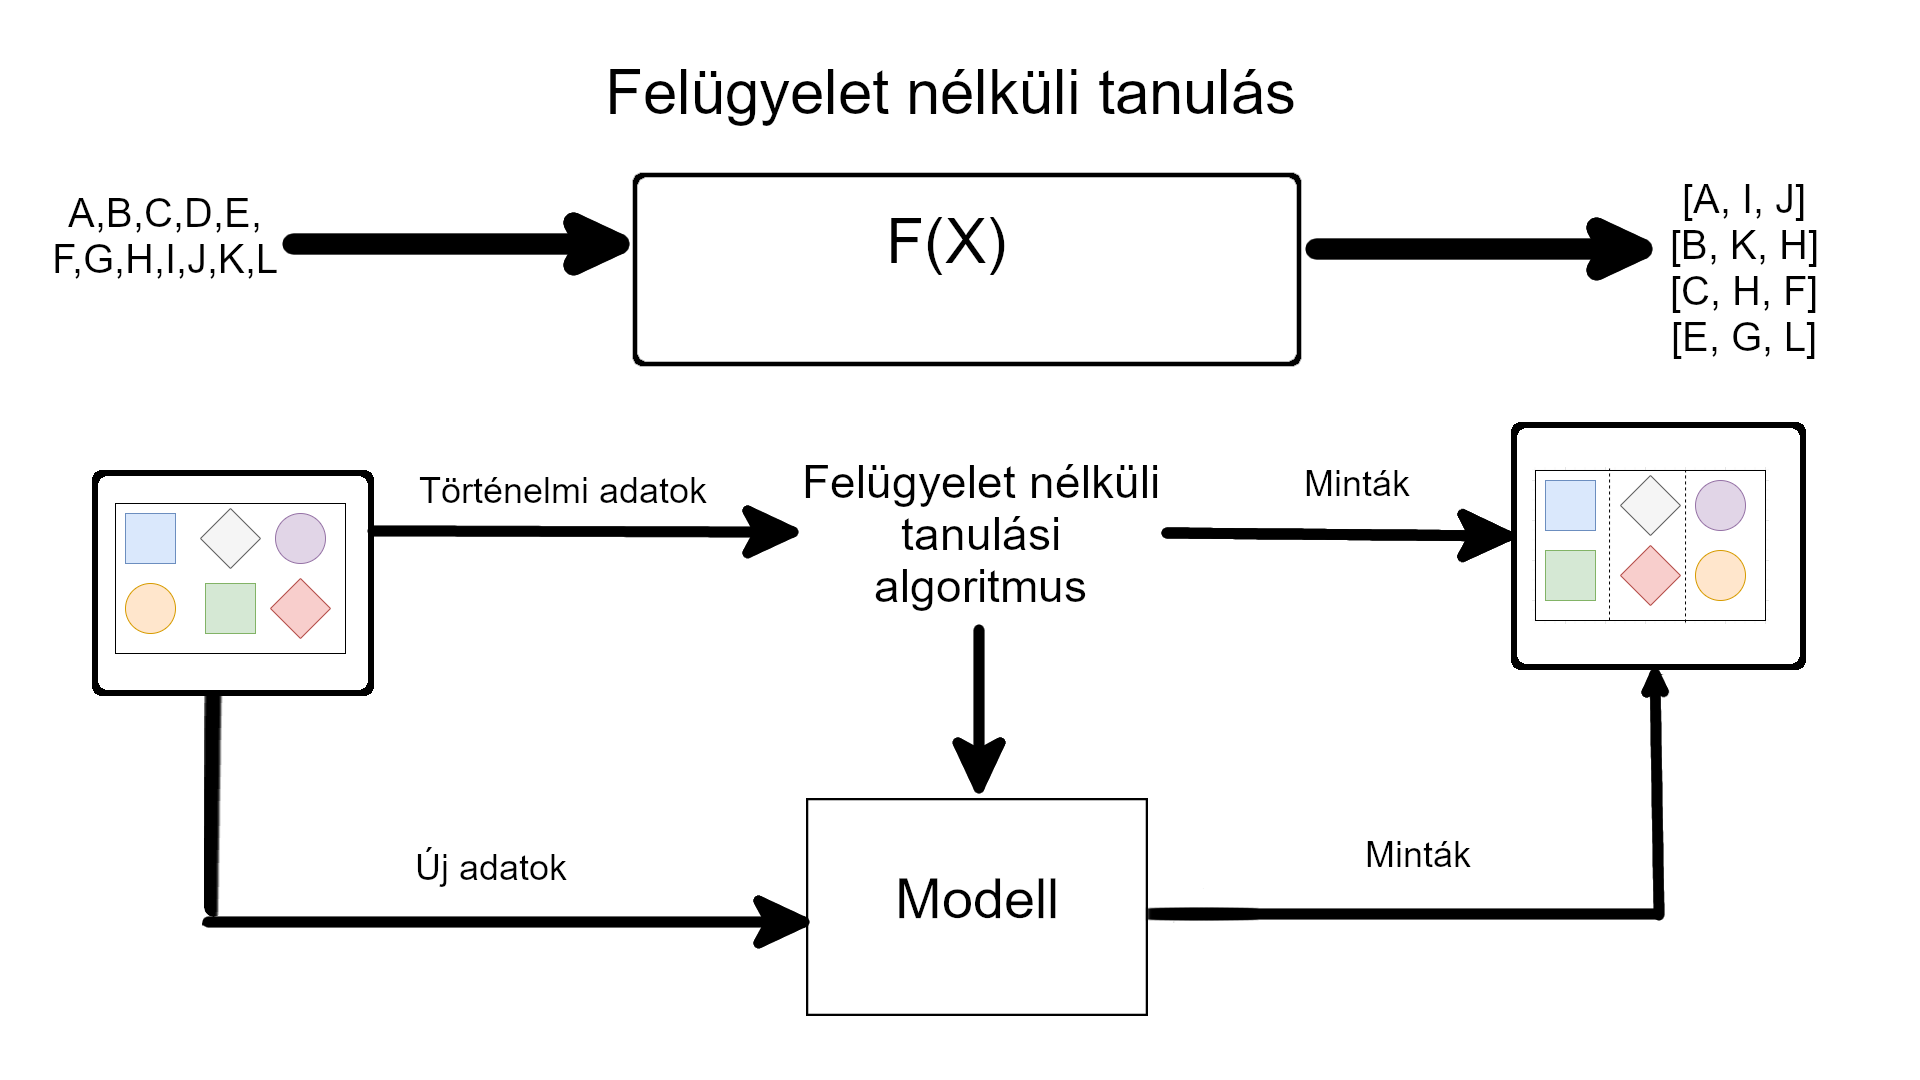 Felügyelet nélküli tanulás
A,B,C,D,E,
F,G,H,I,J,K,L
F(X)
[A, I, J]
[B, K, H]
[C, H, F]
[E, G, L]
Történelmi adatok
Felügyelet nélküli
tanulási
algoritmus
Minták
Új adatok
Modell
Minták